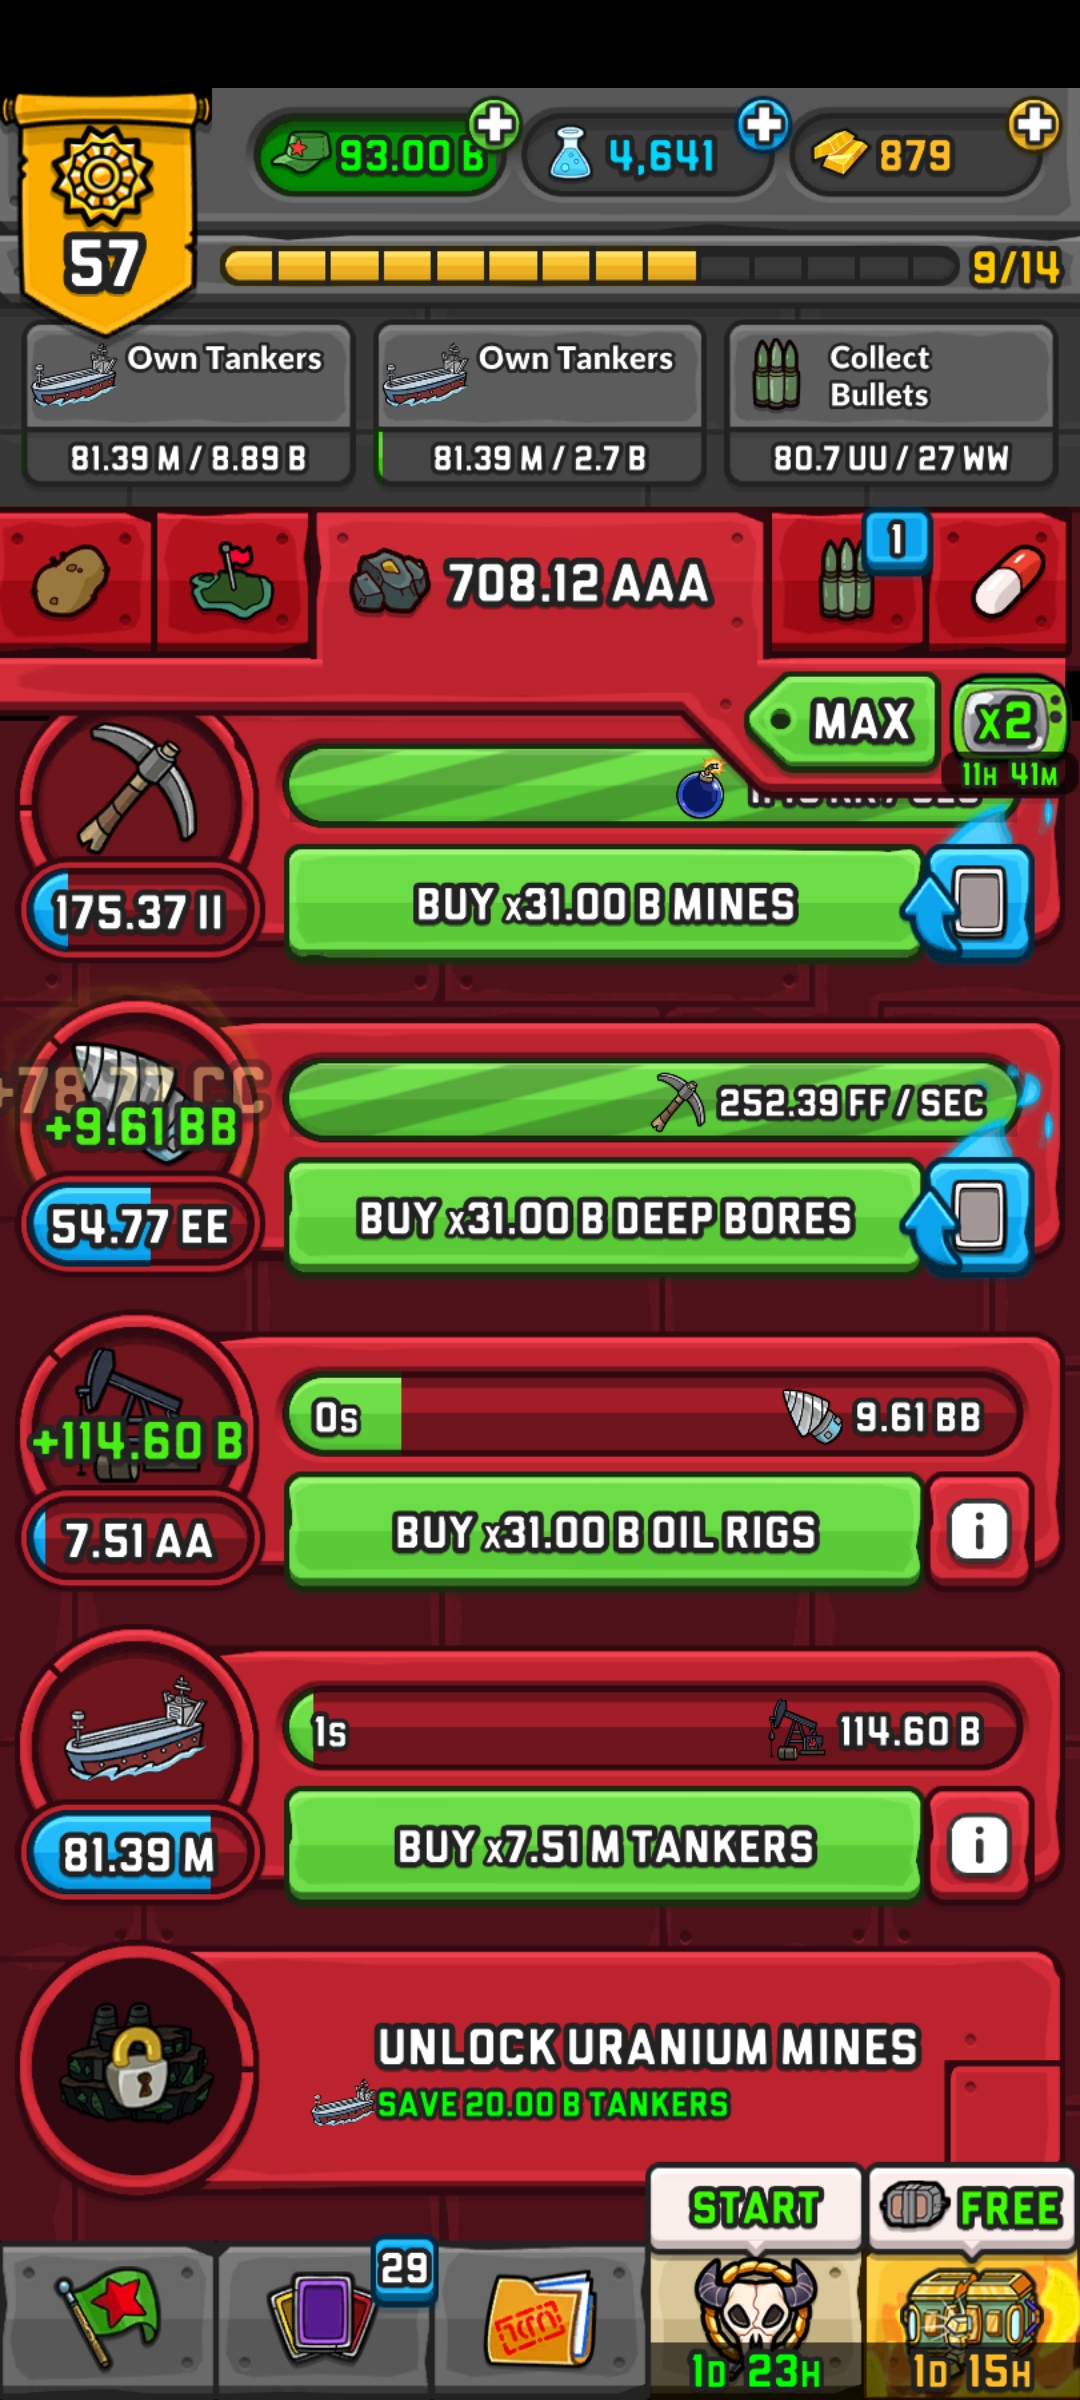 93.00 B
4,641
879
57
9/14
Own Tankers
81.39 M / 8.89 B
Own Tankers
81.39 M / 2.7 B
Collect
Bullets
80.7 UU / 27 WW
708.12 AAA
1
MAX
x2
11H 41M
175.37 II
BUY x31.00 B MINES
+9.61 BB
252.39 FF / SEC
54.77 EE
BUY x31.00 B DEEP BORES
+114.60 B
0s
9.61 BB
7.51 AA
BUY x31.00 B OIL RIGS
1s
114.60 B
81.39 M
BUY x7.51 M TANKERS
UNLOCK URANIUM MINES
SAVE 20.00 B TANKERS
START
FREE
29
1D 23H
1D 15H